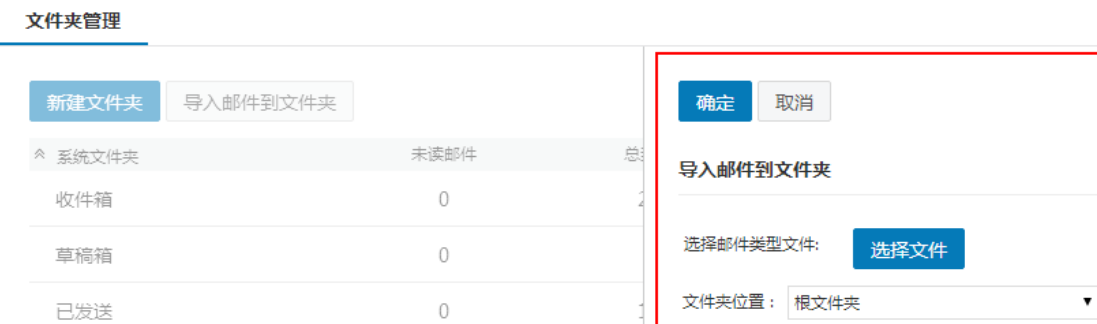 文件夹管理
新建文件夹 导入邮件到文件夹
系统文件夹 未读邮件
收件箱 0
草稿箱 0
已发送 0
确定 取消
导入邮件到文件夹
选择邮件类型文件: 选择文件
文件夹位置： 根文件夹